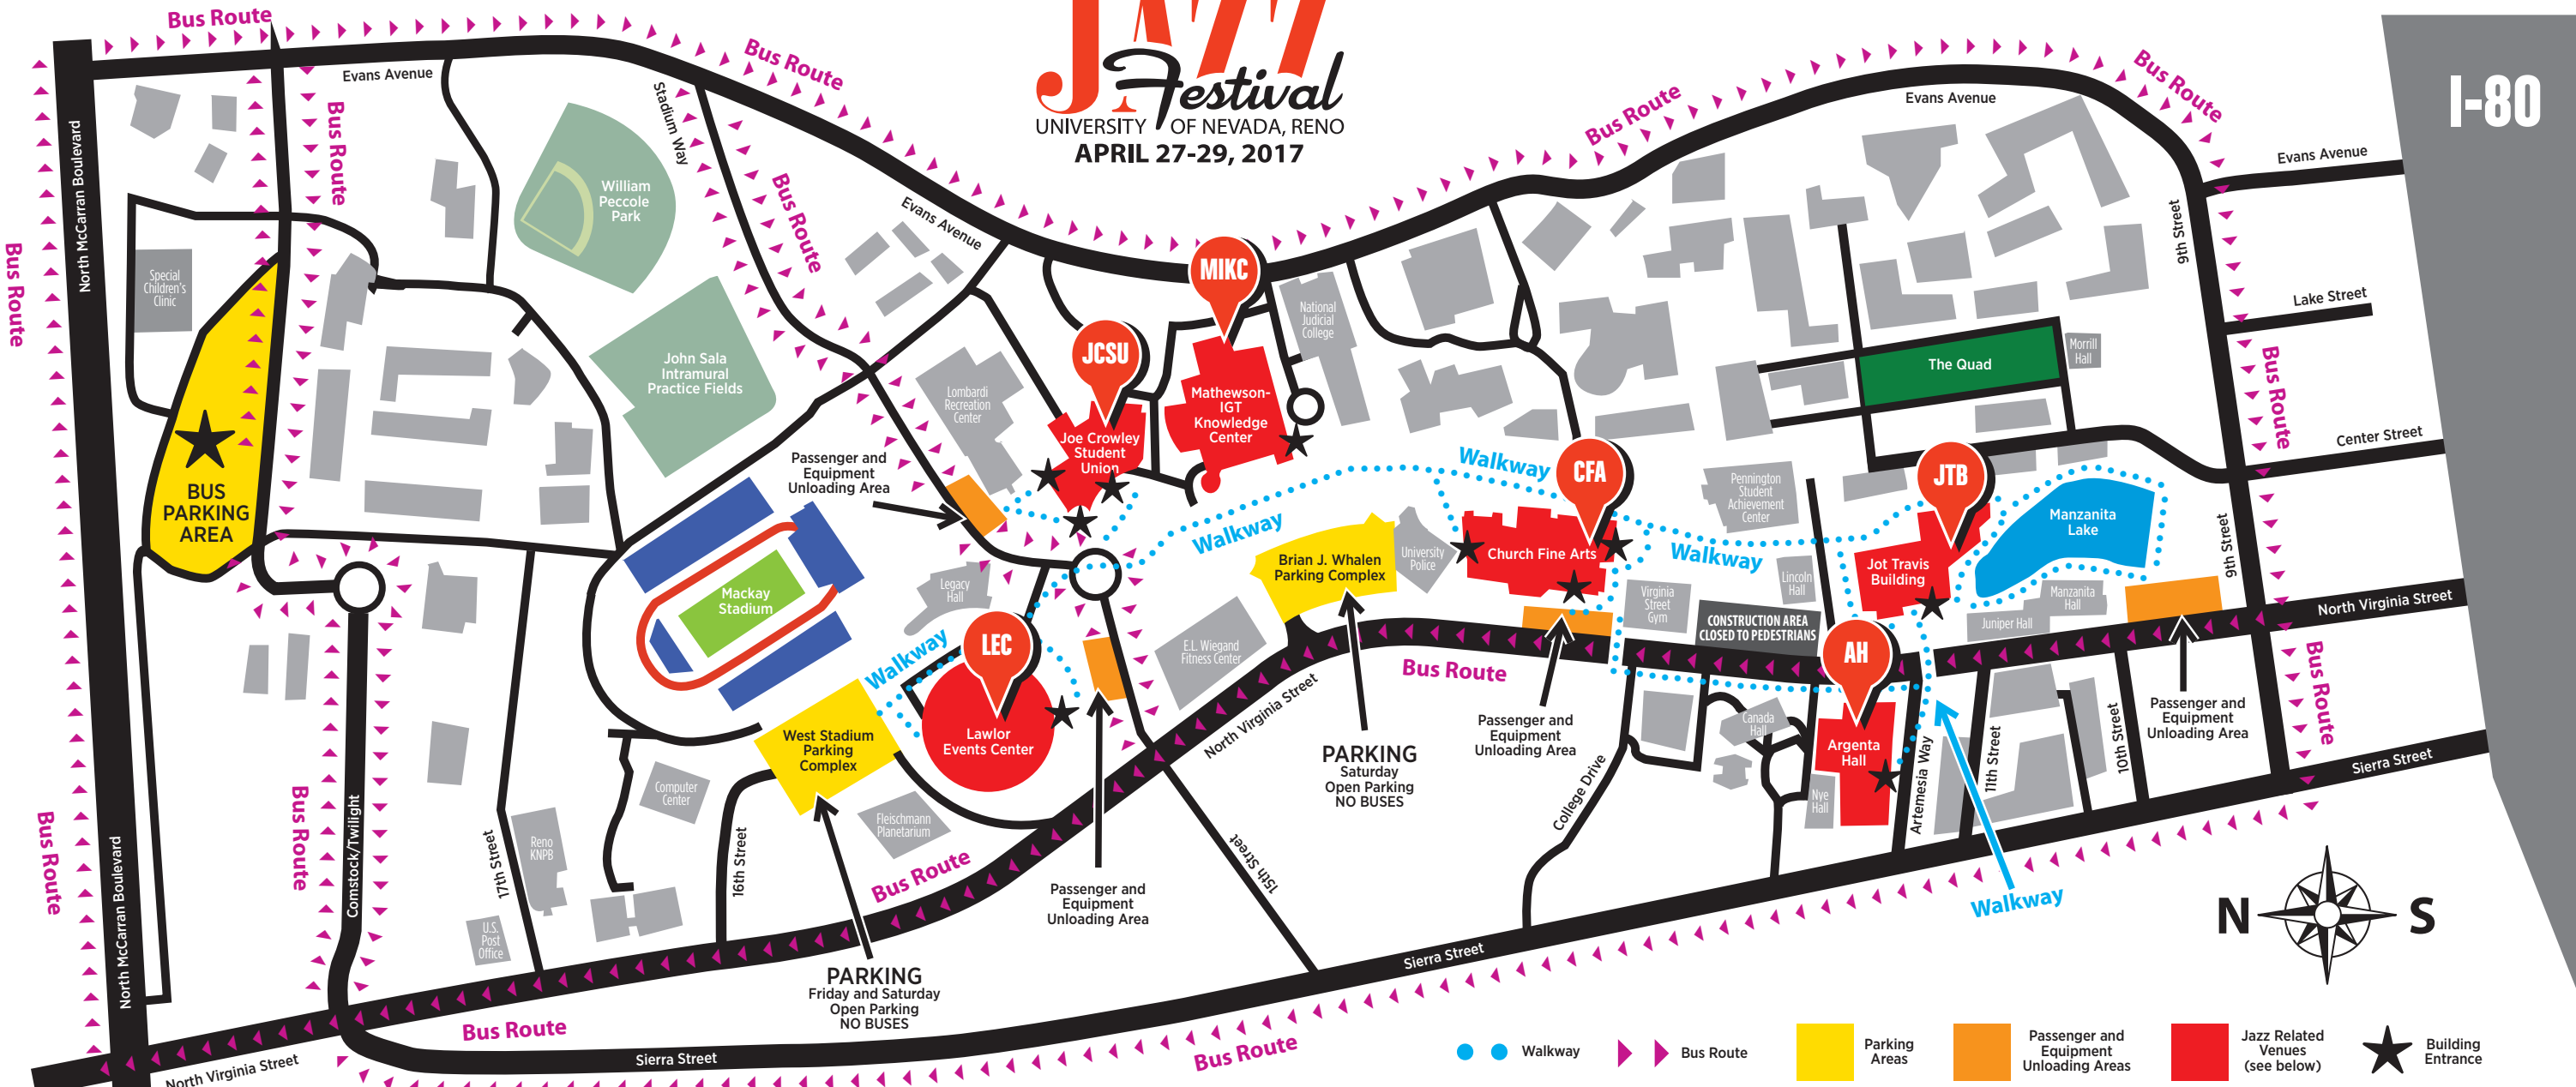 JAZZ
Festival
UNIVERSITY OF NEVADA, RENO
APRIL 27-29, 2017
Bus Route
Evans Avenue
Bus Route
Stadium Way
Bus Route
Bus Route
Evans Avenue
Bus Route
Evans Avenue
Bus Route
Evans Avenue
I-80
North McCarran Boulevard
Bus Route
Bus Route
Special
Children's
Clinic
William
Peccole
Park
John Sala
Intramural
Practice Fields
BUS
PARKING
AREA
Lombardi
Recreation
Center
JCSU
Joe Crowley
Student
Union
MIKC
Mathewson-
IGT
Knowledge
Center
National
Judicial
College
The Quad
Morrill
Hall
9th Street
Lake Street
Bus Route
Center Street
Passenger and
Equipment
Unloading Area
Walkway
Walkway
CFA
Church Fine Arts
Walkway
Pennington
Student
Achievement
Center
JTB
Jot Travis
Building
Manzanita
Lake
9th Street
Mackay
Stadium
Legacy
Hall
Brian J. Whalen
Parking Complex
University
Police
Virginia
Street
Gym
Lincoln
Hall
CONSTRUCTION AREA
CLOSED TO PEDESTRIANS
Manzanita
Hall
Juniper Hall
North Virginia Street
Walkway
LEC
Lawlor
Events Center
E.L. Wiegand
Fitness Center
Bus Route
AH
Argenta
Hall
Bus Route
West Stadium
Parking
Complex
North Virginia Street
Passenger and
Equipment
Unloading Area
Canada
Hall
Nye
Hall
Artemesia Way
11th Street
10th Street
Passenger and
Equipment
Unloading Area
Sierra Street
PARKING
Saturday
Open Parking
NO BUSES
College Drive
Computer
Center
Fleischmann
Planetarium
Bus Route
North McCarran Boulevard
Bus Route
Comstock/Twilight
17th Street
Reno
KNPB
16th Street
Bus Route
Passenger and
Equipment
Unloading Area
15th Street
Walkway
U.S.
Post
Office
PARKING
Friday and Saturday
Open Parking
NO BUSES
Sierra Street
N
S
Bus Route
North Virginia Street
Sierra Street
Bus Route
Walkway
Bus Route
Parking
Areas
Passenger and
Equipment
Unloading Areas
Jazz Related
Venues
(see below)
Building
Entrance